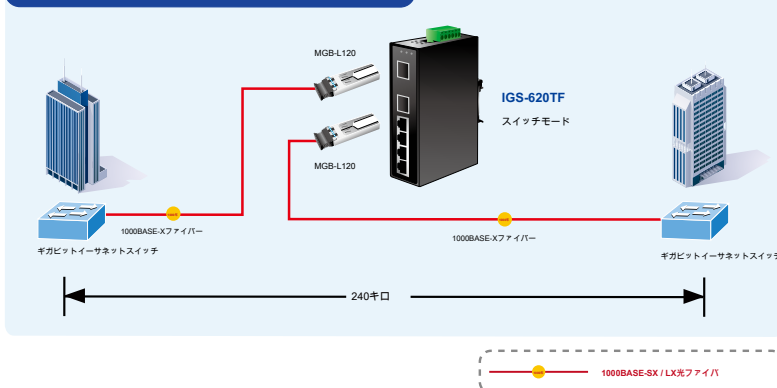 MGB-L120
IGS-620TF
スイッチモード
MGB-L120
1000BASE-Xファイバー
1000BASE-Xファイバー
ギガビットイーサネットスイッチ
ギガビットイーサネットスイッチ
240キロ
1000BASE-SX / LX光ファイバ